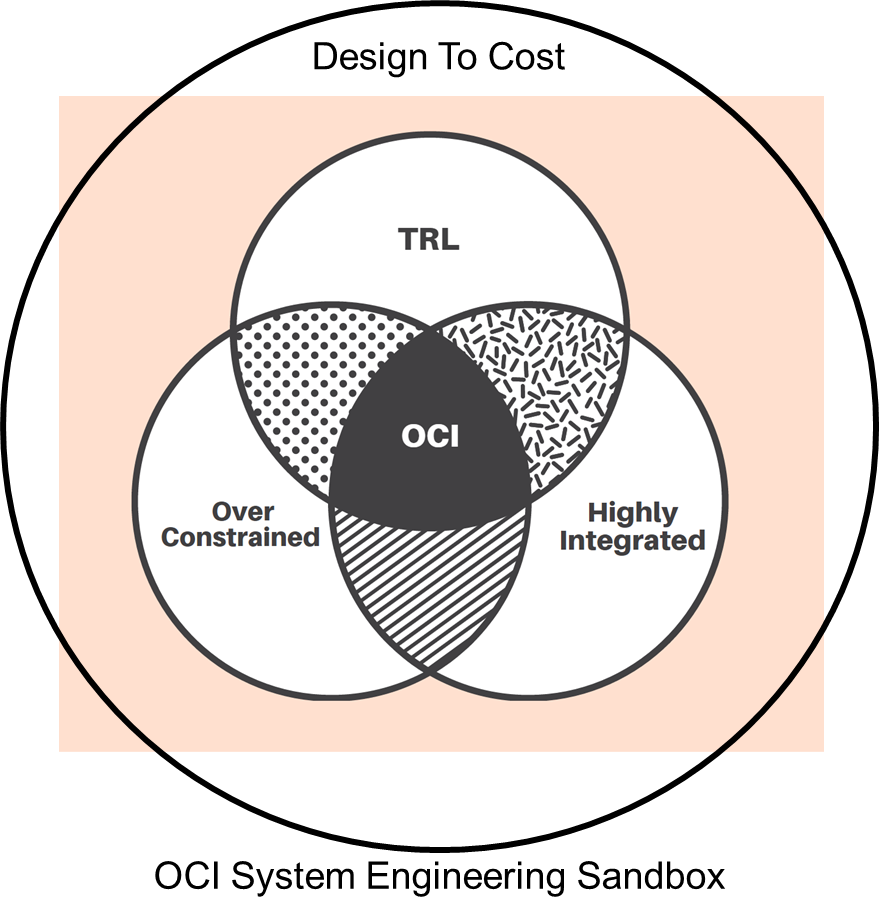 Design To Cost
TRL
OCI
Over
Constrained
Highly
Integrated
OCI System Engineering Sandbox